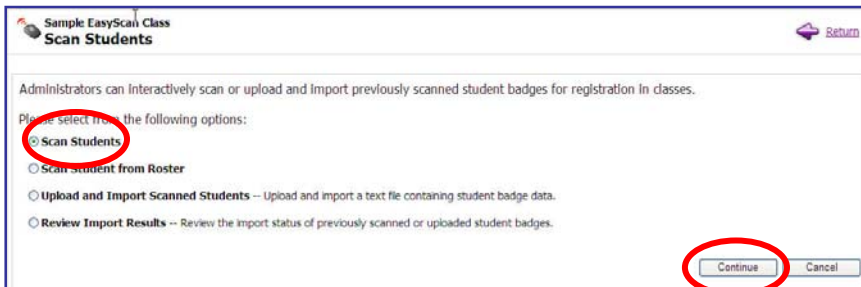 Sample EasyScan Class
Scan Students
Return
Administrators can interactively scan or upload and import previously scanned student badges for registration in classes.
Please select from the following options:
Scan Students
Scan Student from Roster
Upload and Import Scanned Students -- Upload and import a text file containing student badge data.
Review Import Results -- Review the import status of previously scanned or uploaded student badges.
Continue Cancel